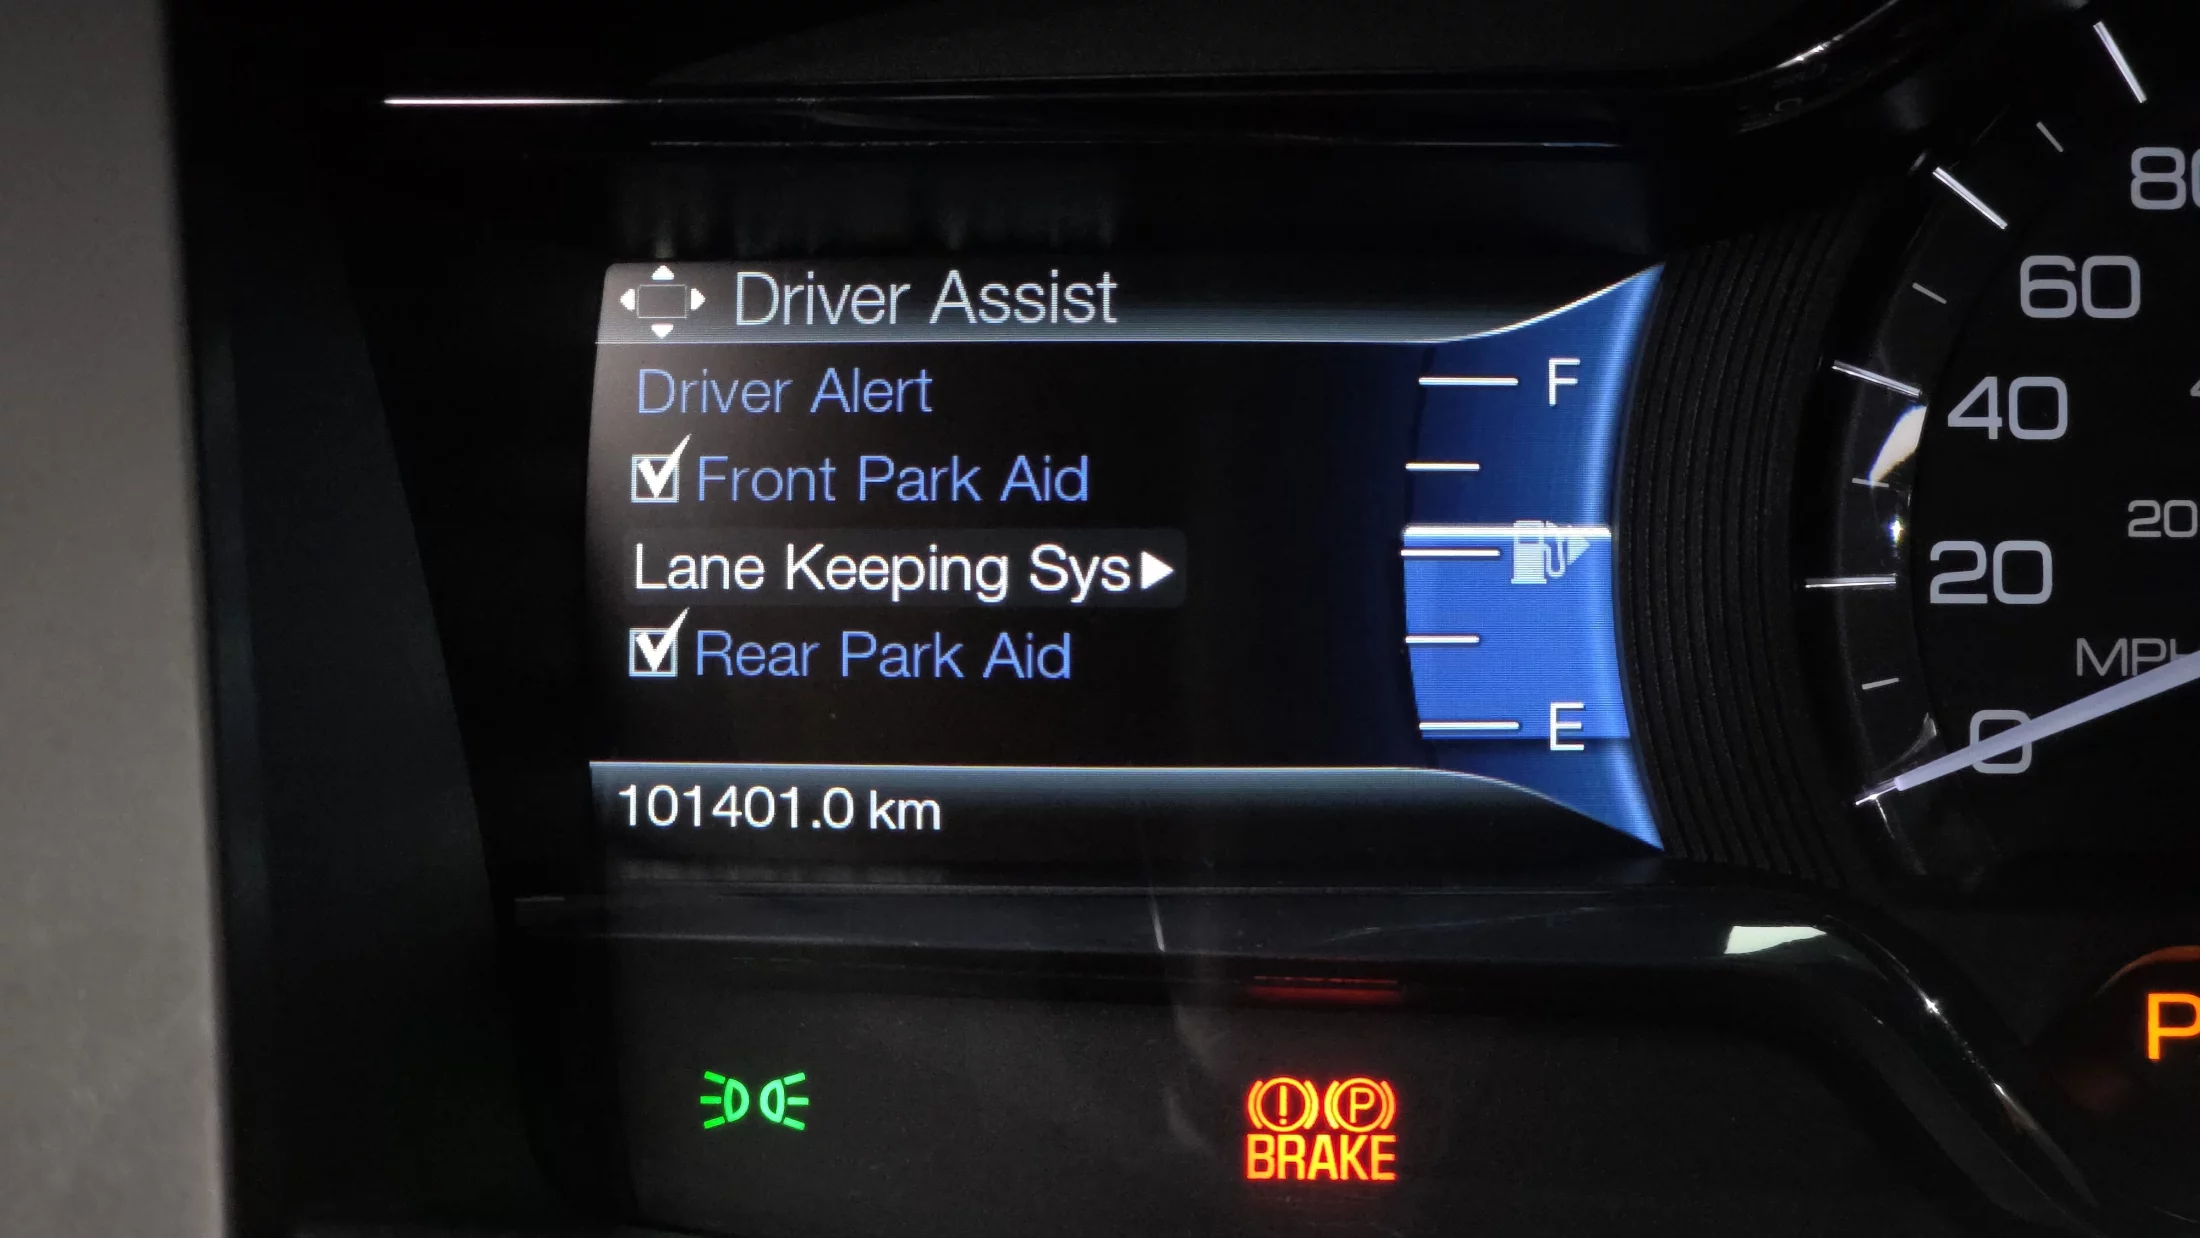 Driver Assist
Driver Alert
Front Park Aid
Lane Keeping Sys
Rear Park Aid
101401.0 km
F
E
80
60
40
20
20
MPH
0
P
BRAKE
P